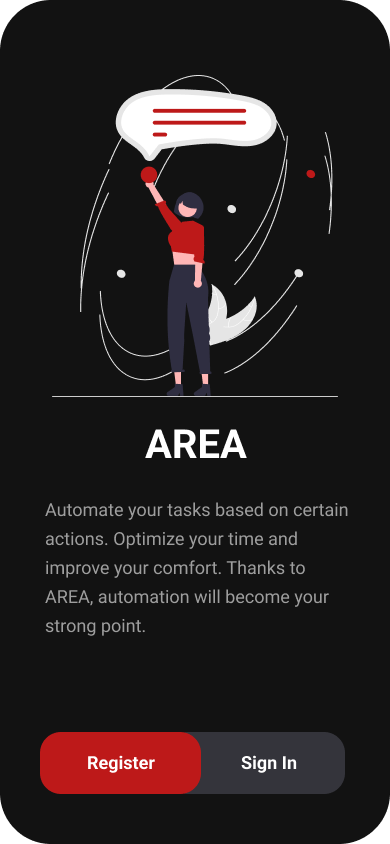 AREA
Automate your tasks based on certain
actions. Optimize your time and
improve your comfort. Thanks to
AREA, automation will become your
strong point.
Register
Sign In